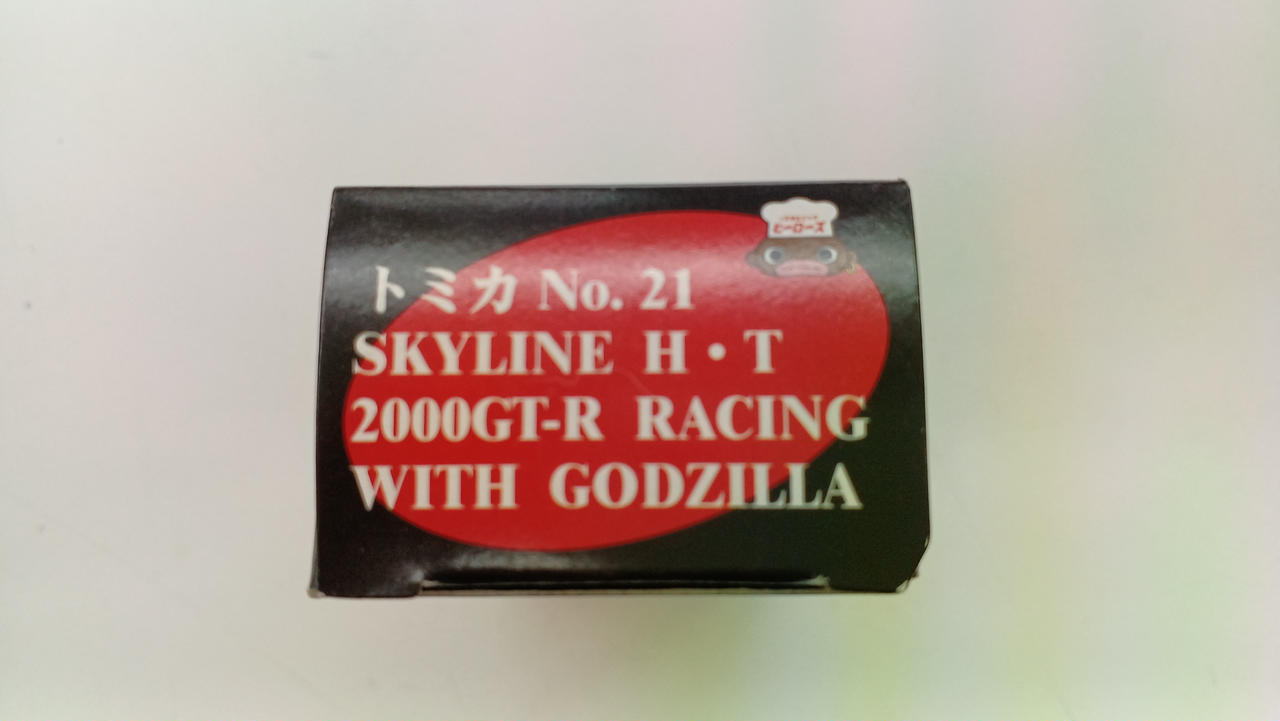 ヒーローズ
トミカ No. 21
SKYLINE H・T
2000GT-R RACING
WITH GODZILLA